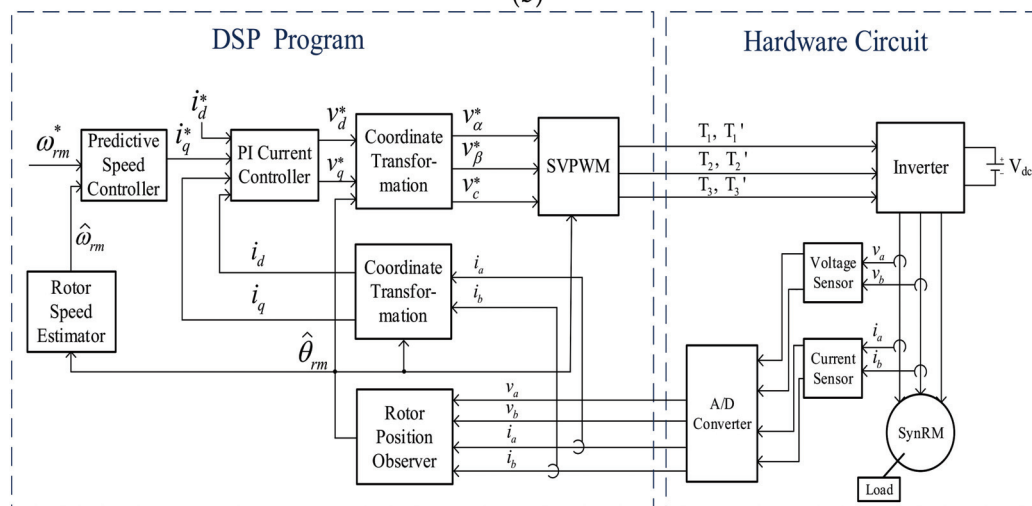 (b)
DSP Program
Hardware Circuit
ω*rm
Predictive
Speed
Controller
i*d
i*q
PI Current
Controller
v*d
v*q
Coordinate
Transfor-
mation
v*α
v*β
v*c
SVPWM
T1, T1'
T2, T2'
T3, T3'
Inverter
+
-
Vdc
ω̂rm
Rotor
Speed
Estimator
id
iq
Coordinate
Transfor-
mation
ia
ib
Voltage
Sensor
va
vb
Current
Sensor
ia
ib
θ̂rm
Rotor
Position
Observer
va
vb
ia
ib
A/D
Converter
SynRM
Load